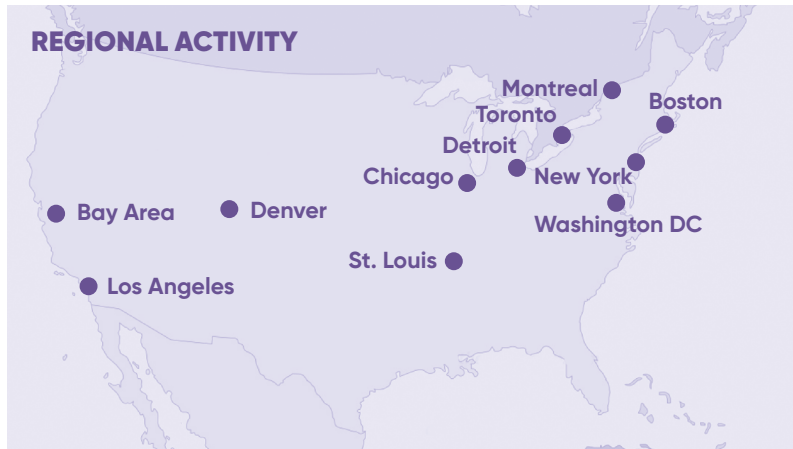 REGIONAL ACTIVITY
Montreal
Boston
Toronto
Detroit
Chicago
New York
Bay Area
Denver
Washington DC
St. Louis
Los Angeles